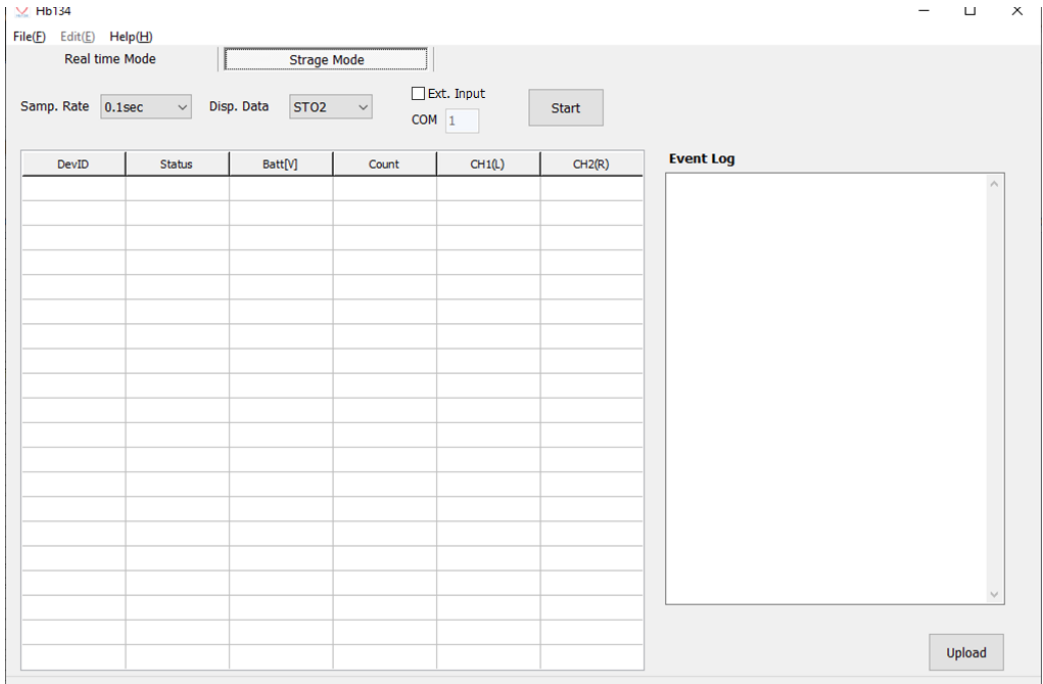 Hb134
File(F) Edit(E) Help(H)
Real time Mode Strage Mode
Samp. Rate 0.1sec Disp. Data STO2 Ext. Input Start
COM 1
DevID Status Batt[V] Count CH1(L) CH2(R) Event Log
Upload